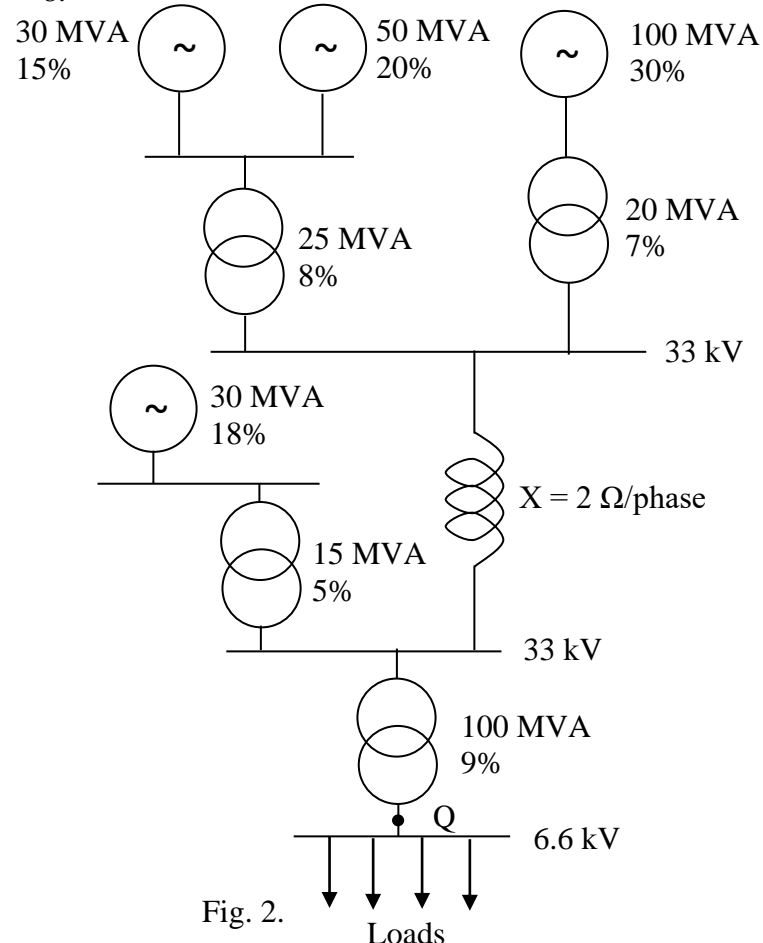 30 MVA
15%
~
~
50 MVA
20%
~
100 MVA
30%
25 MVA
8%
20 MVA
7%
33 kV
~
30 MVA
18%
X = 2 Ω/phase
15 MVA
5%
33 kV
100 MVA
9%
Q
6.6 kV
Fig. 2.
Loads